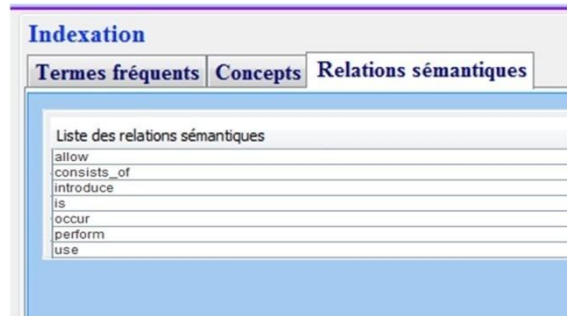 Indexation
Termes fréquents Concepts Relations sémantiques
Liste des relations sémantiques
allow
consists_of
introduce
is
occur
perform
use